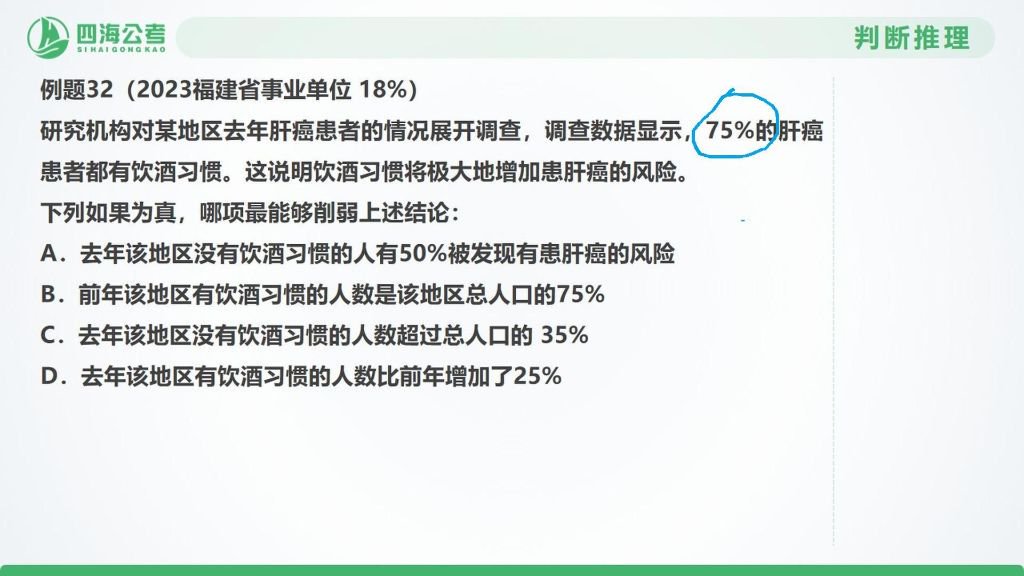 四海公考
SIHAIGONGKAO
判断推理
例题32（2023福建省事业单位 18%）
研究机构对某地区去年肝癌患者的情况展开调查，调查数据显示，75%的肝癌
患者都有饮酒习惯。这说明饮酒习惯将极大地增加患肝癌的风险。
下列如果为真，哪项最能够削弱上述结论：
A．去年该地区没有饮酒习惯的人有50%被发现有患肝癌的风险
B．前年该地区有饮酒习惯的人数是该地区总人口的75%
C．去年该地区没有饮酒习惯的人数超过总人口的 35%
D．去年该地区有饮酒习惯的人数比前年增加了25%